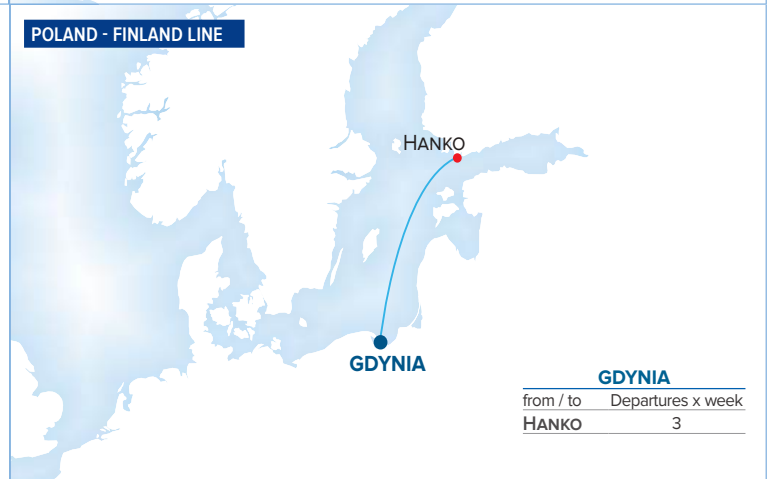 POLAND - FINLAND LINE
HANKO
GDYNIA
GDYNIA
from / to Departures x week
HANKO 3